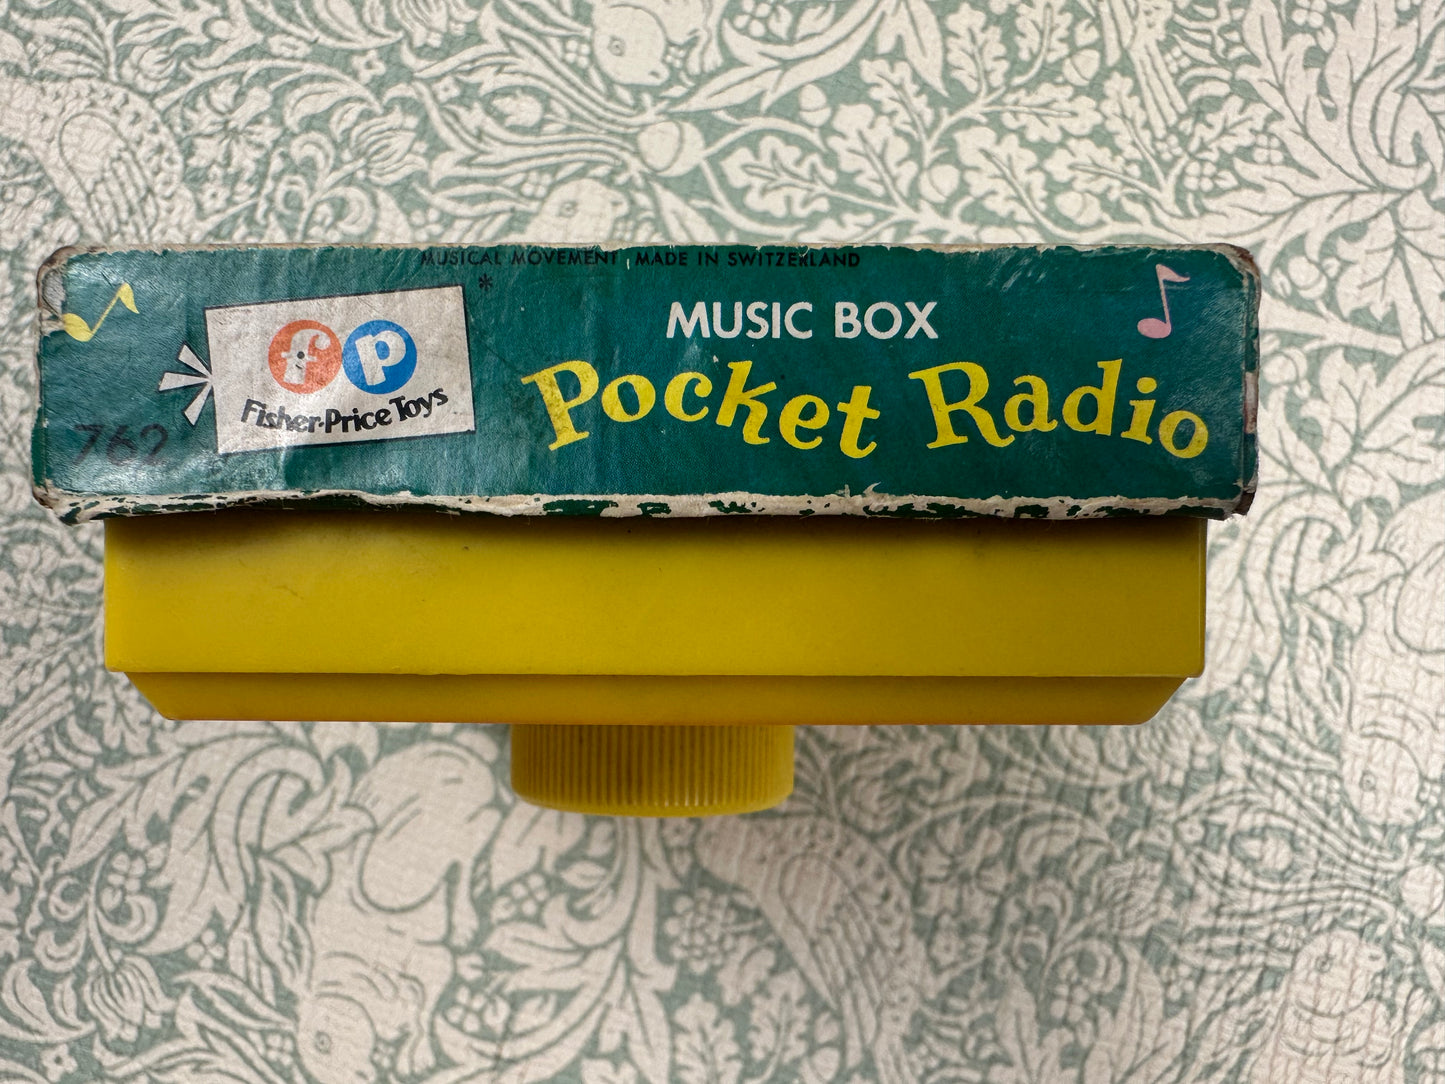 MUSICAL MOVEMENT MADE IN SWITZERLAND
*
fp
Fisher-Price Toys
762
MUSIC BOX
Pocket Radio